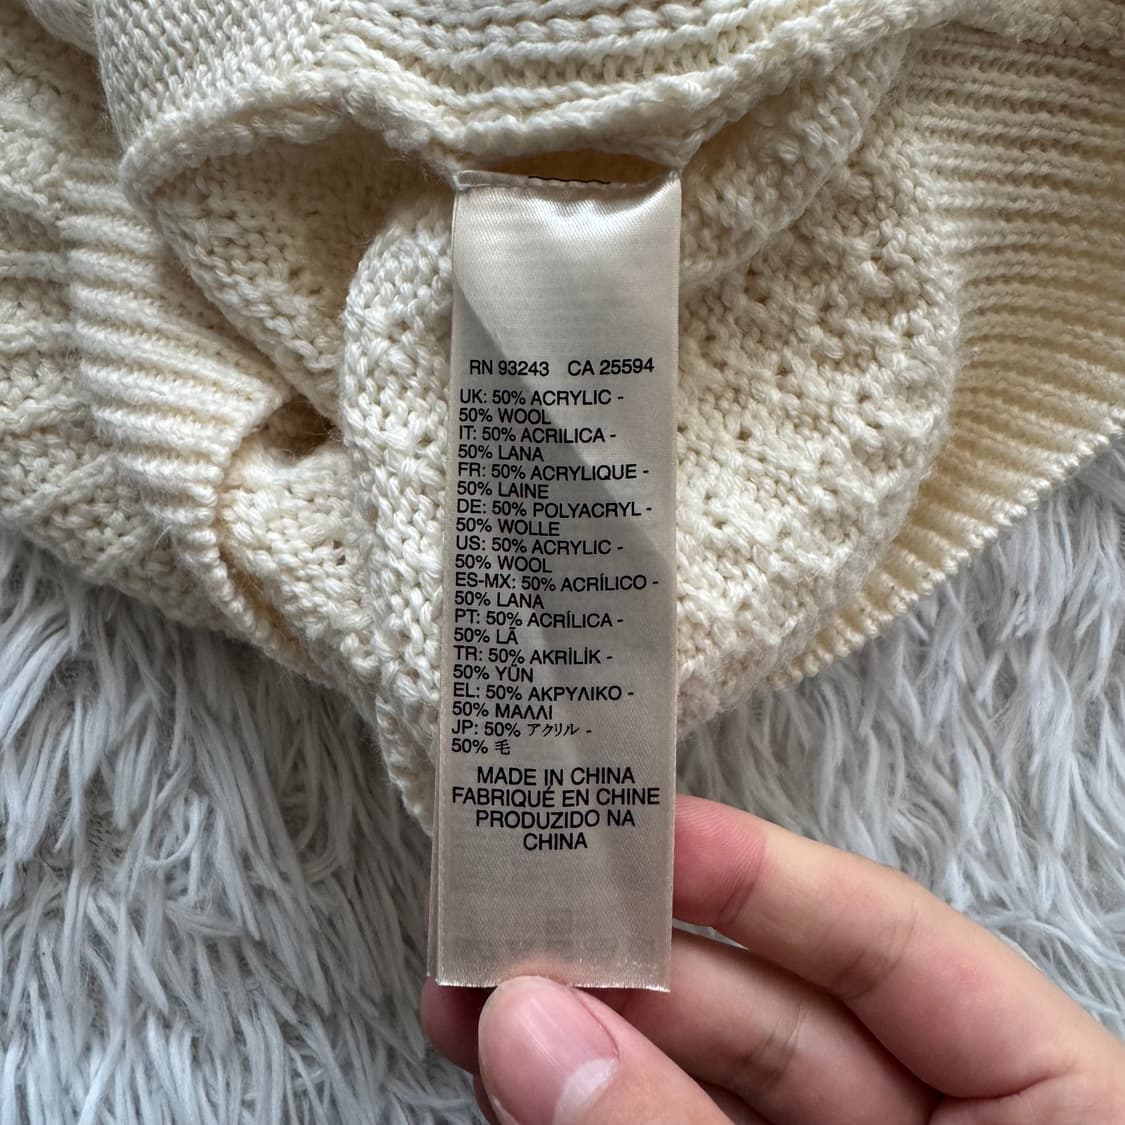 RN 93243 CA 25594
UK: 50% ACRYLIC -
50% WOOL
IT: 50% ACRILICA -
50% LANA
FR: 50% ACRYLIQUE -
50% LAINE
DE: 50% POLYACRYL -
50% WOLLE
US: 50% ACRYLIC -
50% WOOL
ES-MX: 50% ACRÍLICO -
50% LANA
PT: 50% ACRÍLICA -
50% LÃ
TR: 50% AKRİLİK -
50% YÜN
EL: 50% ΑΚΡΥΛΙΚΟ -
50% ΜΑΛΛΙ
JP: 50% アクリル -
50% 毛
MADE IN CHINA
FABRIQUÉ EN CHINE
PRODUZIDO NA
CHINA